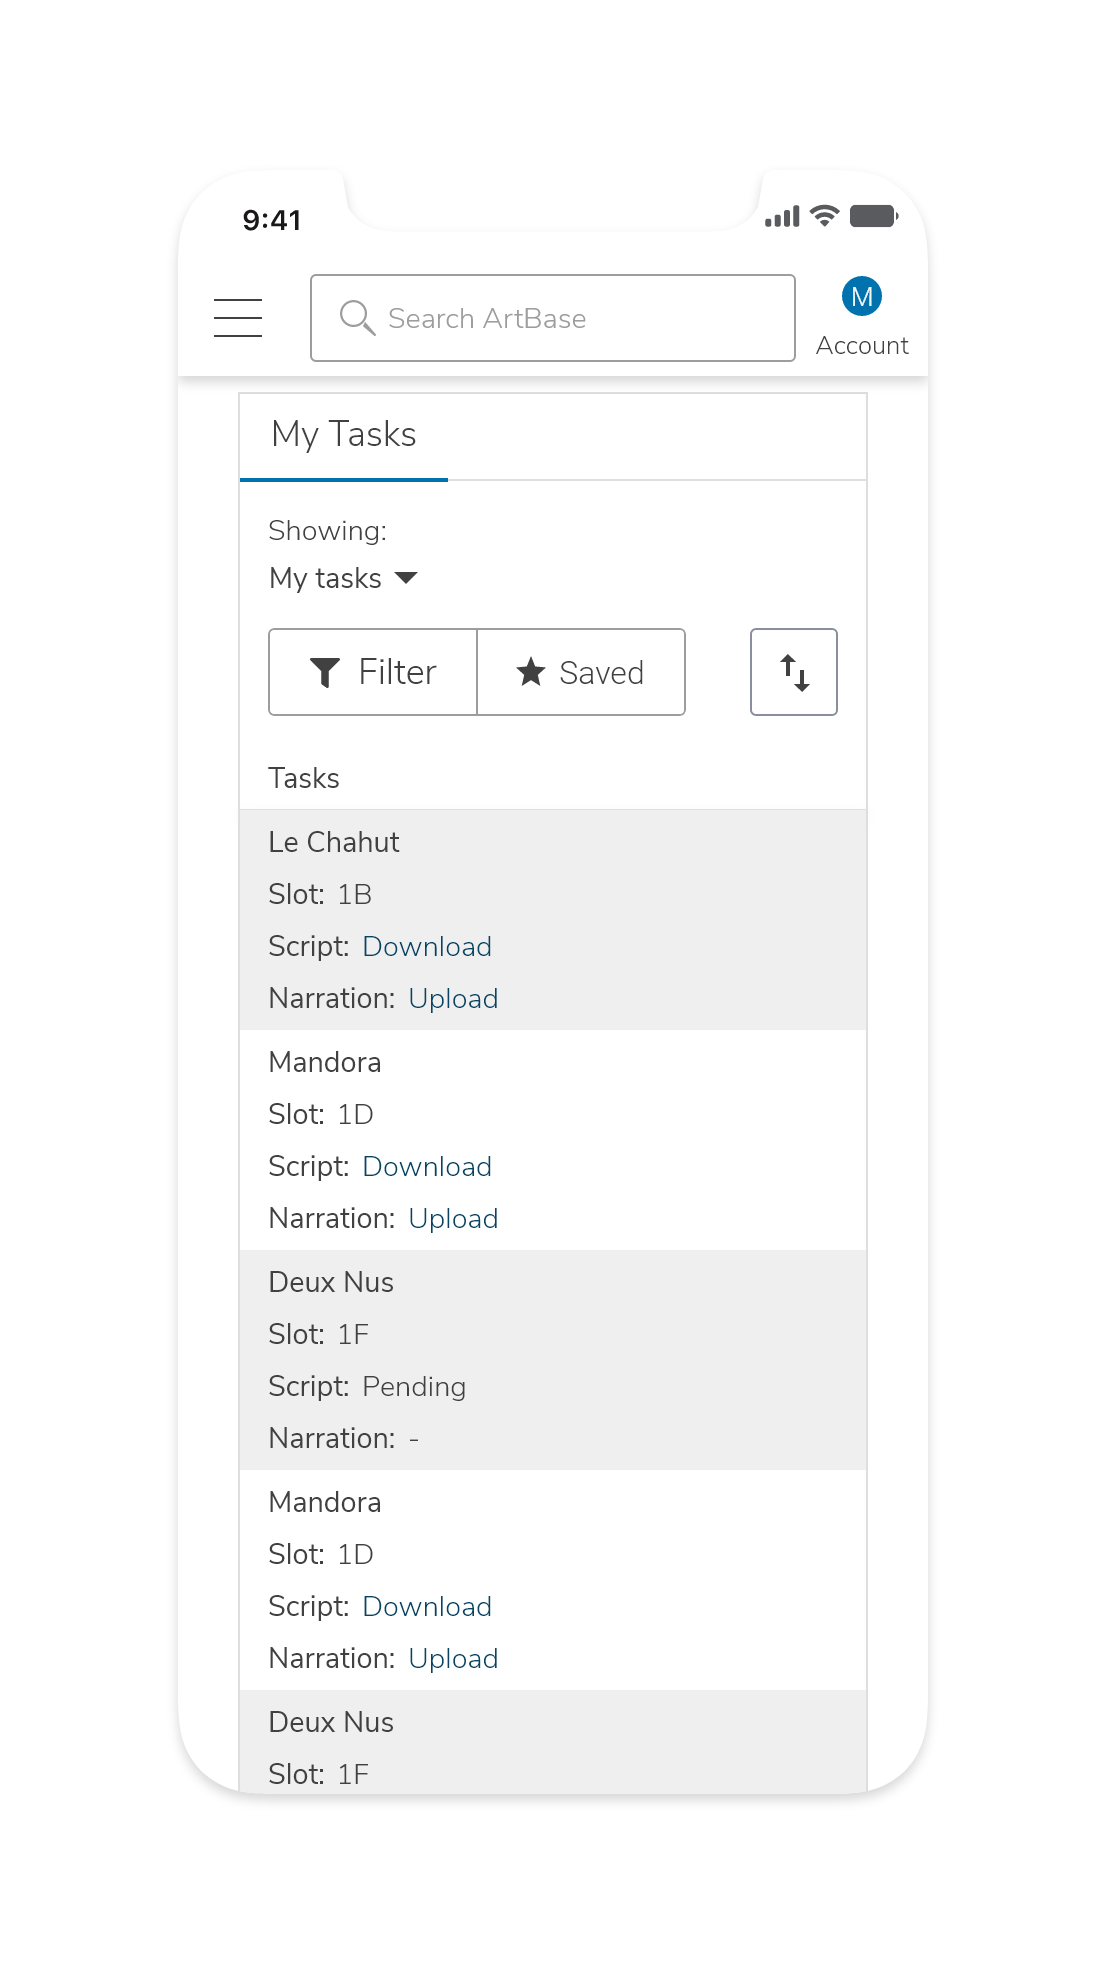 9:41
Search ArtBase
M
Account
My Tasks
Showing:
My tasks
Filter
Saved
Tasks
Le Chahut
Slot: 1B
Script: Download
Narration: Upload
Mandora
Slot: 1D
Script: Download
Narration: Upload
Deux Nus
Slot: 1F
Script: Pending
Narration: -
Mandora
Slot: 1D
Script: Download
Narration: Upload
Deux Nus
Slot: 1F